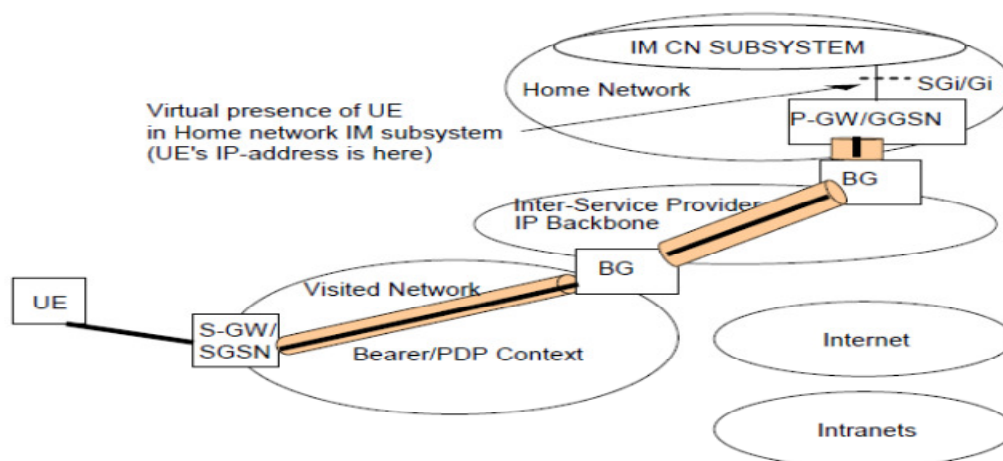 IM CN SUBSYSTEM
Home Network
SGi/Gi
Virtual presence of UE
in Home network IM subsystem
(UE's IP-address is here)
P-GW/GGSN
BG
Inter-Service Provider
IP Backbone
BG
Visited Network
UE
S-GW/
SGSN
Bearer/PDP Context
Internet
Intranets